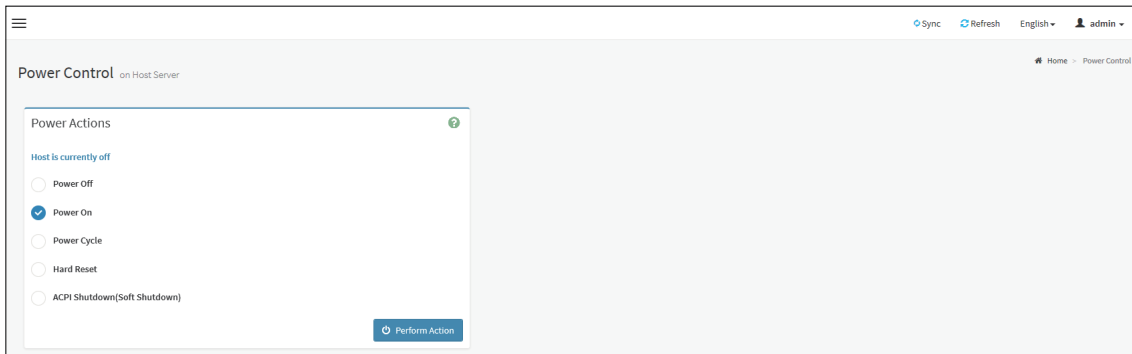 Sync Refresh English admin
Power Control on Host Server
Home > Power Control
Power Actions
Host is currently off
Power Off
Power On
Power Cycle
Hard Reset
ACPI Shutdown(Soft Shutdown)
Perform Action